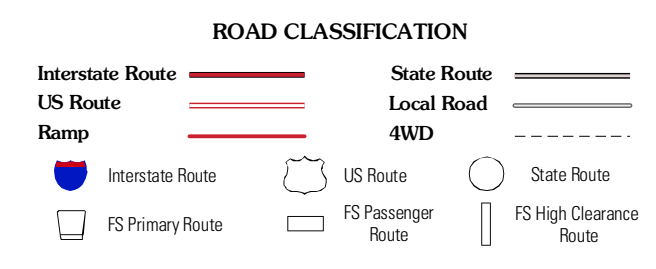 ROAD CLASSIFICATION
Interstate Route
State Route
US Route
Local Road
Ramp
4WD
Interstate Route
US Route
State Route
FS Primary Route
FS Passenger
Route
FS High Clearance
Route